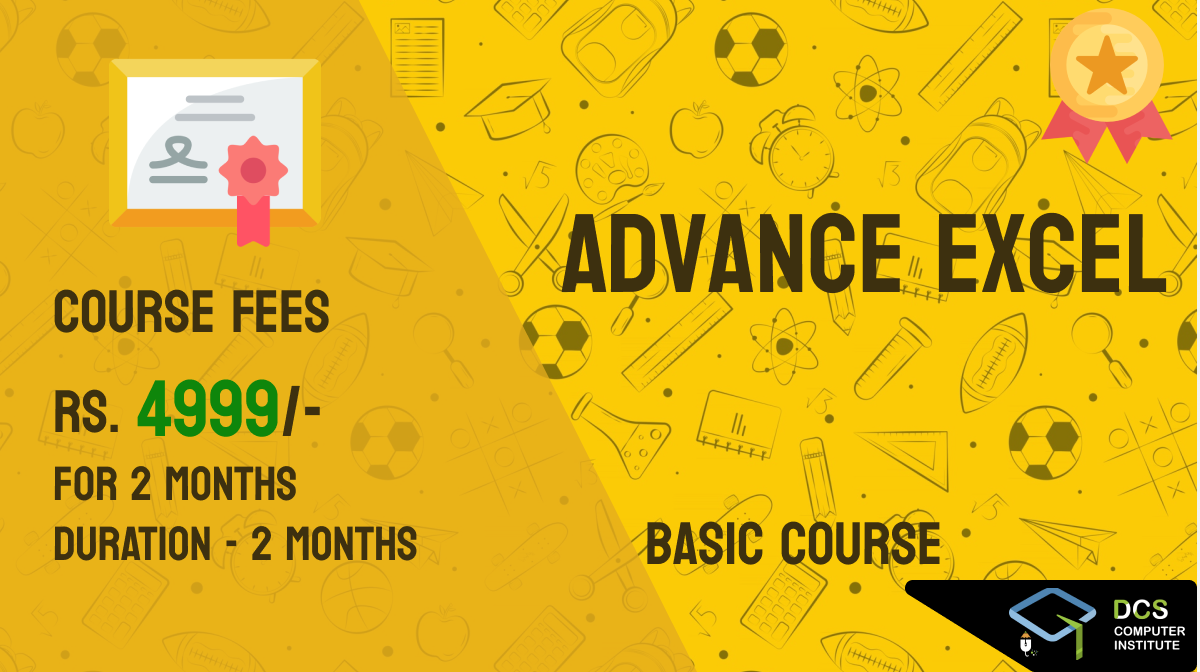 COURSE FEES
RS. 4999/-
FOR 2 MONTHS
DURATION - 2 MONTHS
ADVANCE EXCEL
BASIC COURSE
DCS
COMPUTER
INSTITUTE